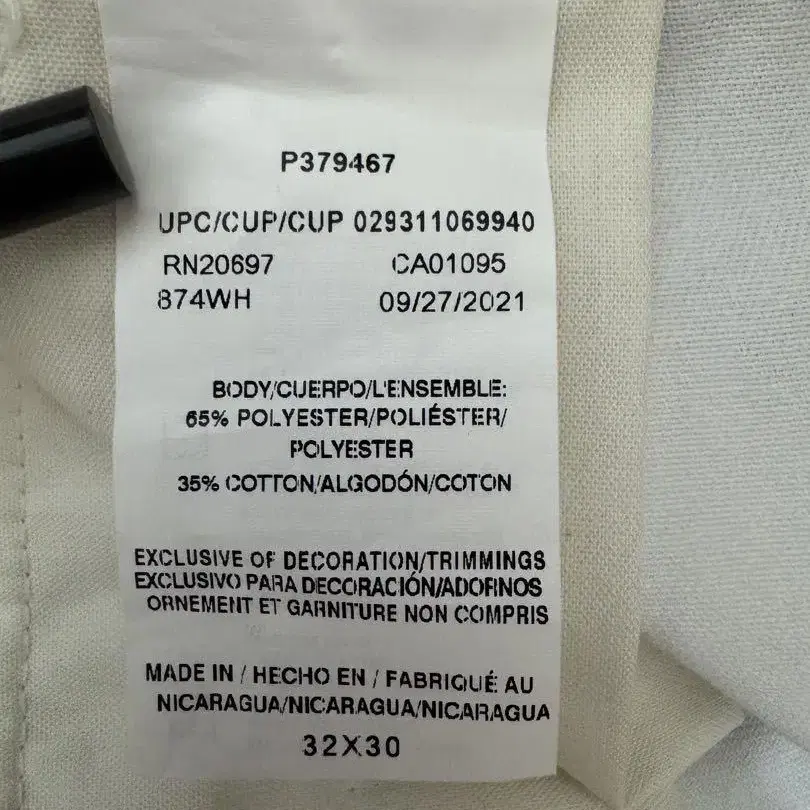 P379467
UPC/CUP/CUP 029311069940
RN20697 CA01095
874WH 09/27/2021
BODY/CUERPO/L'ENSEMBLE:
65% POLYESTER/POLIÉSTER/
POLYESTER
35% COTTON/ALGODÓN/COTON
EXCLUSIVE OF DECORATION/TRIMMINGS
EXCLUSIVO PARA DECORACIÓN/ADORNOS
ORNEMENT ET GARNITURE NON COMPRIS
MADE IN / HECHO EN / FABRIQUÉ AU
NICARAGUA/NICARAGUA/NICARAGUA
32X30